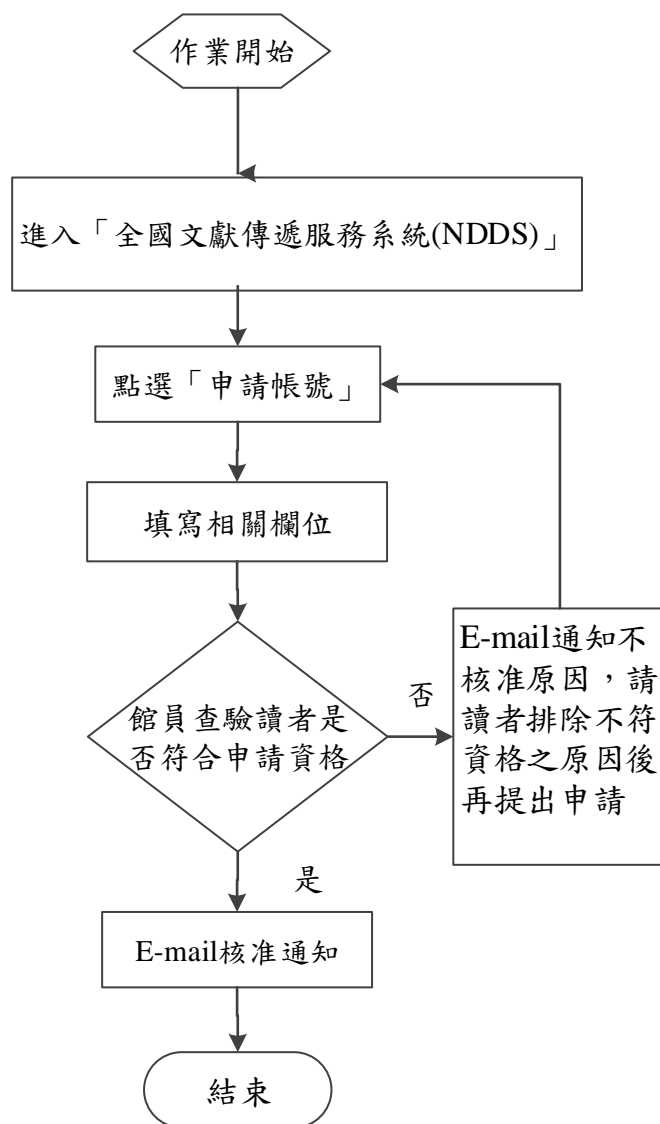 作業開始
進入「全國文獻傳遞服務系統(NDDS)」
點選「申請帳號」
填寫相關欄位
館員查驗讀者是
否符合申請資格
否
E-mail通知不
核准原因，請
讀者排除不符
資格之原因後
再提出申請
是
E-mail核准通知
結束